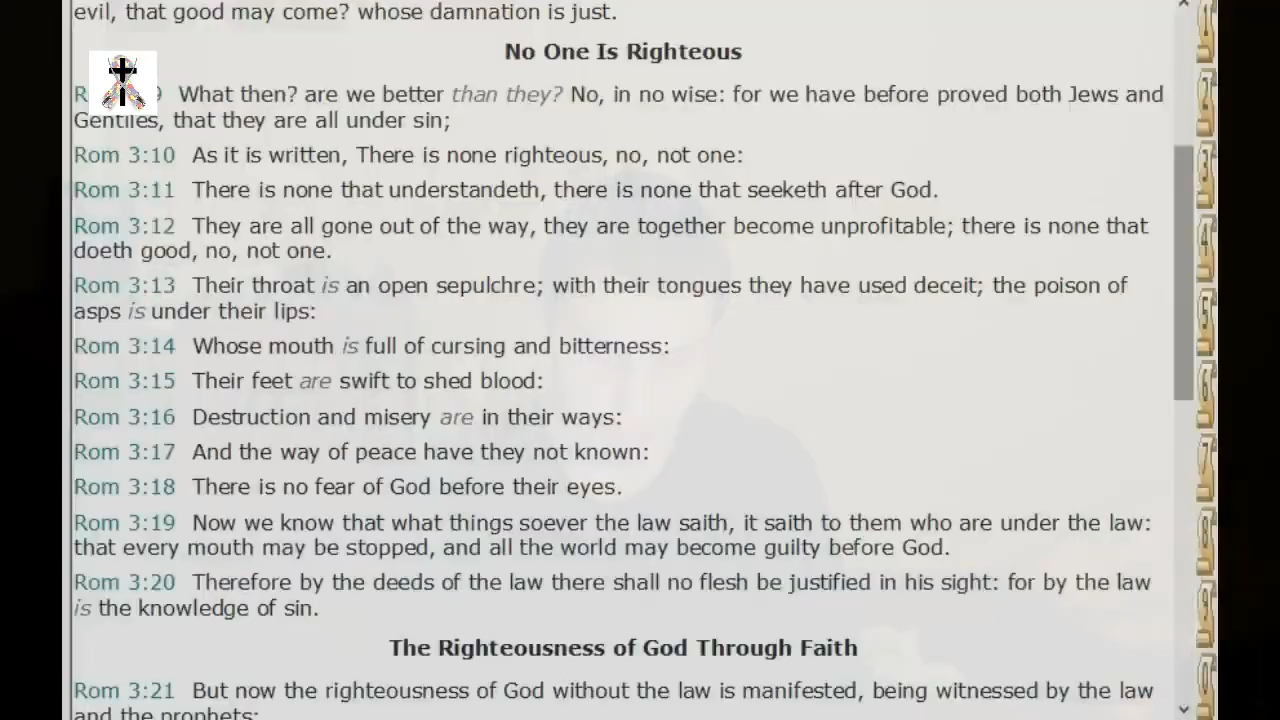 evil, that good may come? whose damnation is just.
No One Is Righteous
R 9 What then? are we better than they? No, in no wise: for we have before proved both Jews and
Gentiles, that they are all under sin;
Rom 3:10 As it is written, There is none righteous, no, not one:
Rom 3:11 There is none that understandeth, there is none that seeketh after God.
Rom 3:12 They are all gone out of the way, they are together become unprofitable; there is none that
doeth good, no, not one.
Rom 3:13 Their throat is an open sepulchre; with their tongues they have used deceit; the poison of
asps is under their lips:
Rom 3:14 Whose mouth is full of cursing and bitterness:
Rom 3:15 Their feet are swift to shed blood:
Rom 3:16 Destruction and misery are in their ways:
Rom 3:17 And the way of peace have they not known:
Rom 3:18 There is no fear of God before their eyes.
Rom 3:19 Now we know that what things soever the law saith, it saith to them who are under the law:
that every mouth may be stopped, and all the world may become guilty before God.
Rom 3:20 Therefore by the deeds of the law there shall no flesh be justified in his sight: for by the law
is the knowledge of sin.
The Righteousness of God Through Faith
Rom 3:21 But now the righteousness of God without the law is manifested, being witnessed by the law
and the prophets;